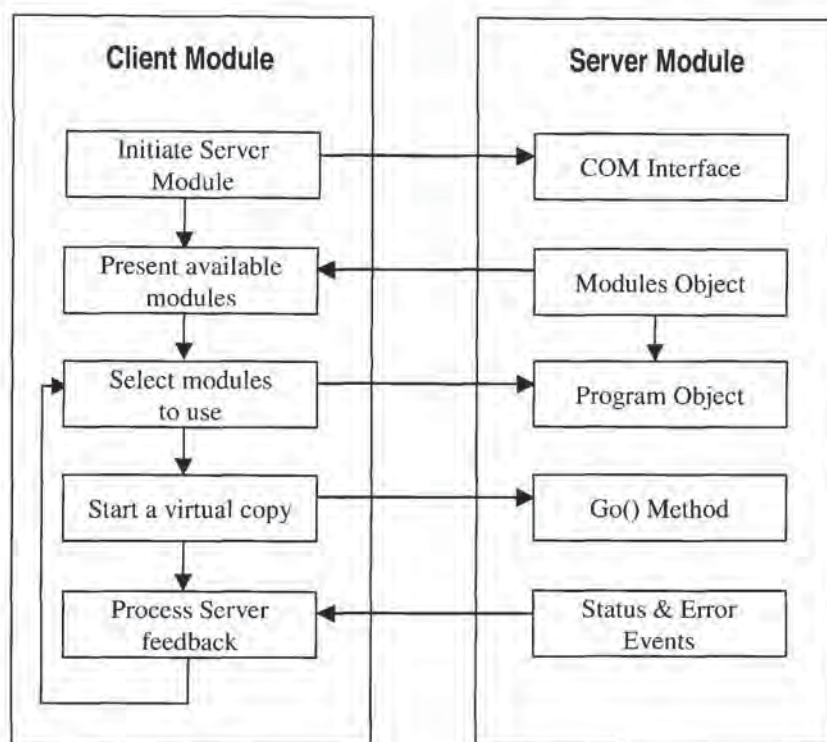 Client Module
Initiate Server
Module
Present available
modules
Select modules
to use
Start a virtual copy
Process Server
feedback
Server Module
COM Interface
Modules Object
Program Object
Go() Method
Status & Error
Events